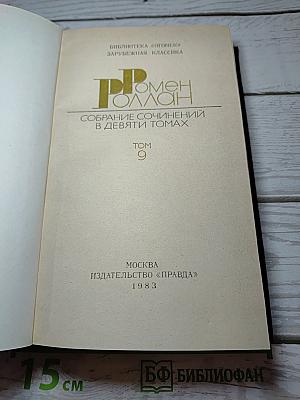 БИБЛИОТЕКА «ОГОНЕК»
ЗАРУБЕЖНАЯ КЛАССИКА
Ромен
Роллан
СОБРАНИЕ СОЧИНЕНИЙ
В ДЕВЯТИ ТОМАХ
ТОМ
9
МОСКВА
ИЗДАТЕЛЬСТВО «ПРАВДА»
1983
15 см
БФ БИБЛИОФАН